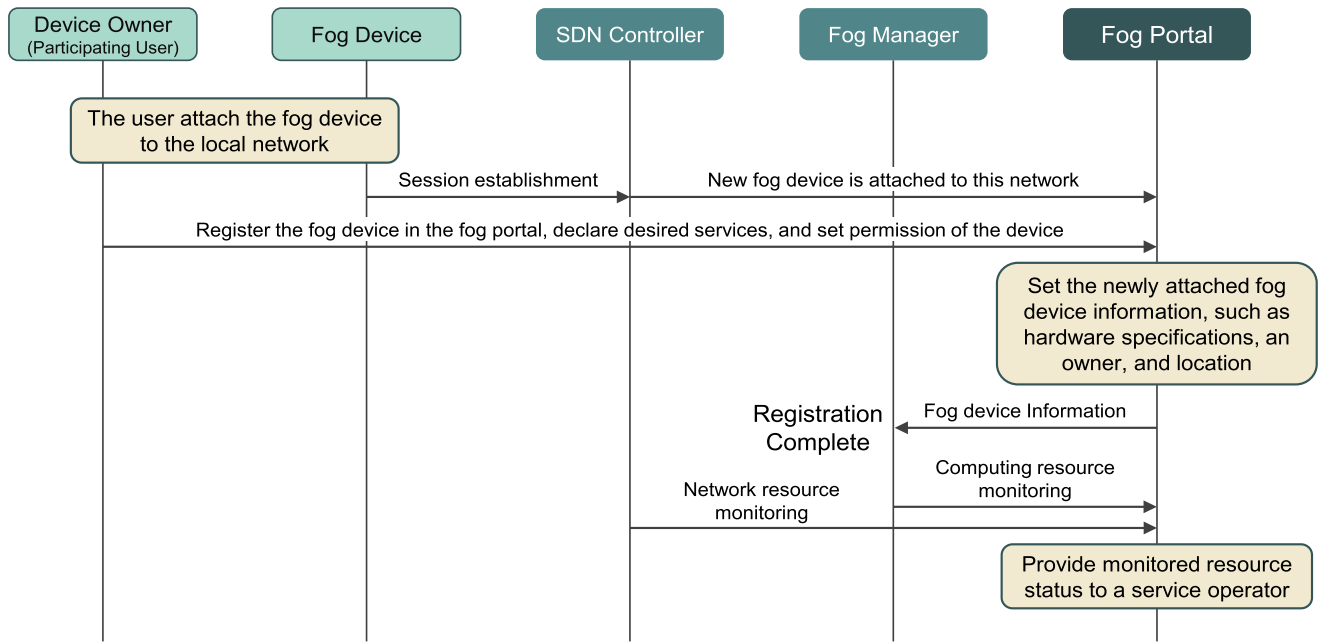 Device Owner
(Participating User)
Fog Device
SDN Controller
Fog Manager
Fog Portal
The user attach the fog device
to the local network
Session establishment
New fog device is attached to this network
Register the fog device in the fog portal, declare desired services, and set permission of the device
Set the newly attached fog
device information, such as
hardware specifications, an
owner, and location
Fog device Information
Registration
Complete
Computing resource
monitoring
Network resource
monitoring
Provide monitored resource
status to a service operator